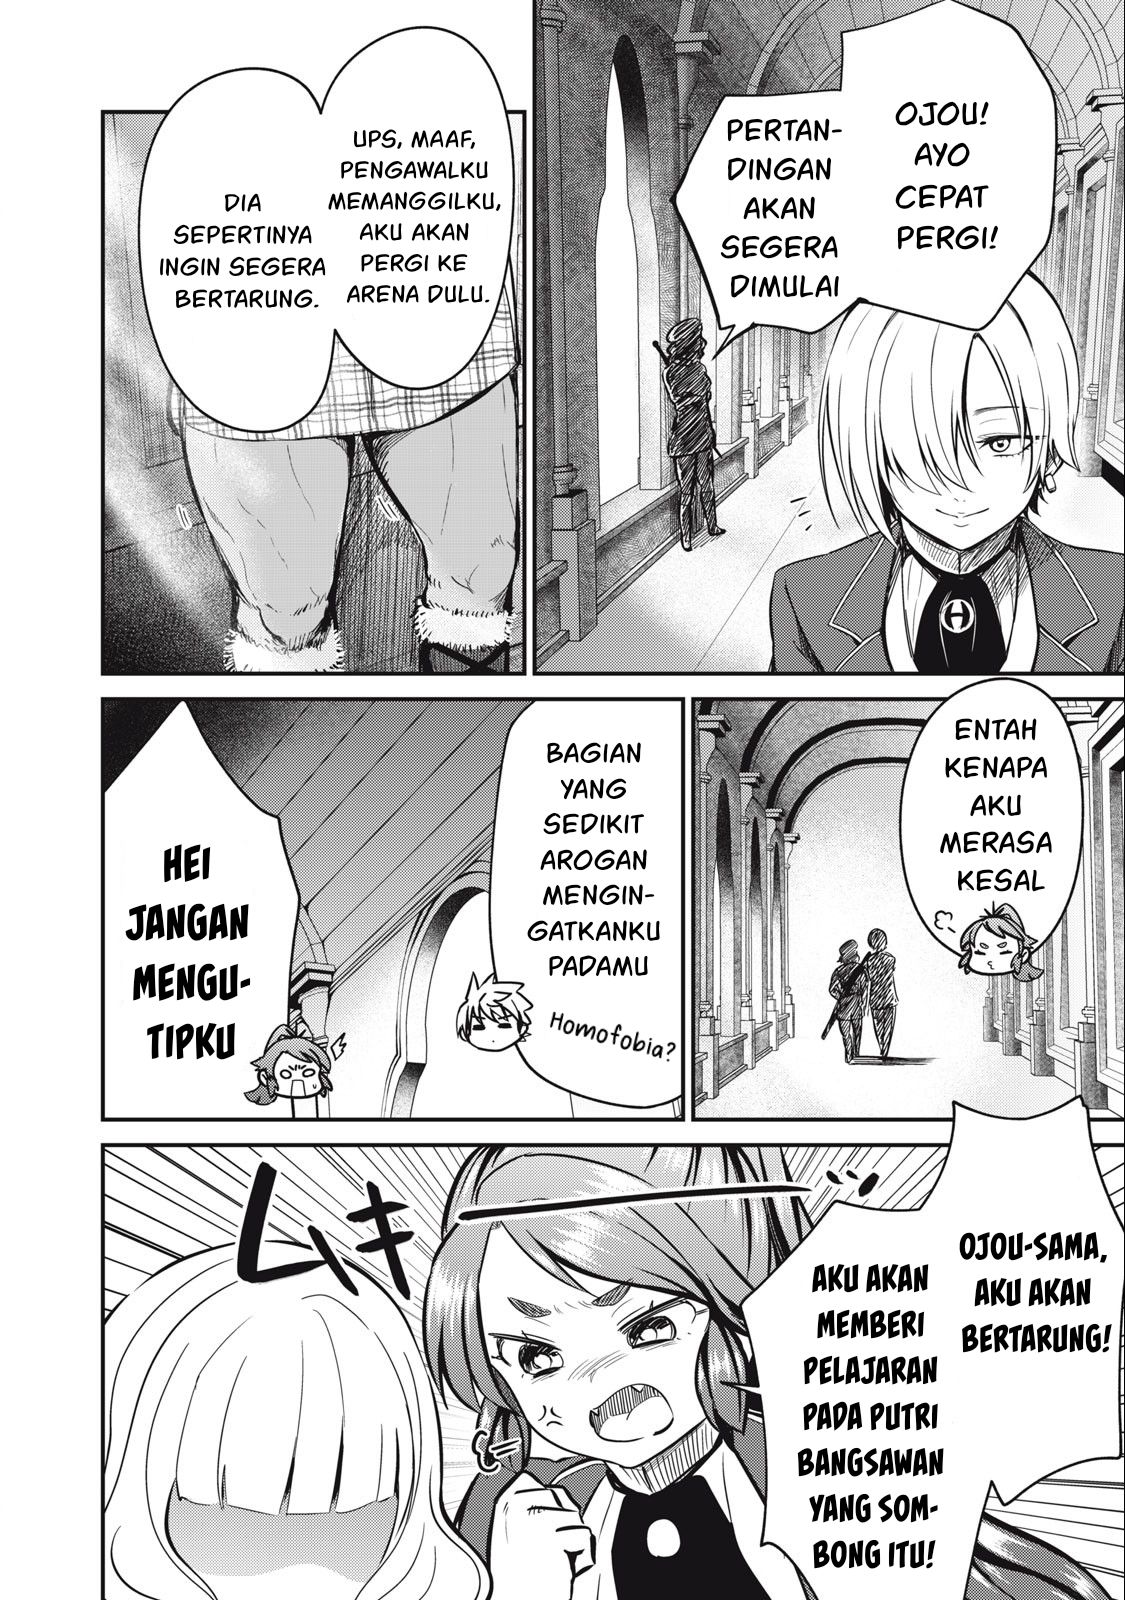 OJOU!
AYO
CEPAT
PERGI!
PERTAN-
DINGAN
AKAN
SEGERA
DIMULAI
UPS, MAAF,
PENGAWALKU
MEMANGGILKU,
AKU AKAN
PERGI KE
ARENA DULU.
DIA
SEPERTINYA
INGIN SEGERA
BERTARUNG.
ENTAH
KENAPA
AKU
MERASA
KESAL
BAGIAN
YANG
SEDIKIT
AROGAN
MENGIN-
GATKANKU
PADAMU
Homofobia?
HEI
JANGAN
MENGU-
TIPKU
OJOU-SAMA,
AKU AKAN
BERTARUNG!
AKU AKAN
MEMBERI
PELAJARAN
PADA PUTRI
BANGSAWAN
YANG SOM-
BONG ITU!
ムキー